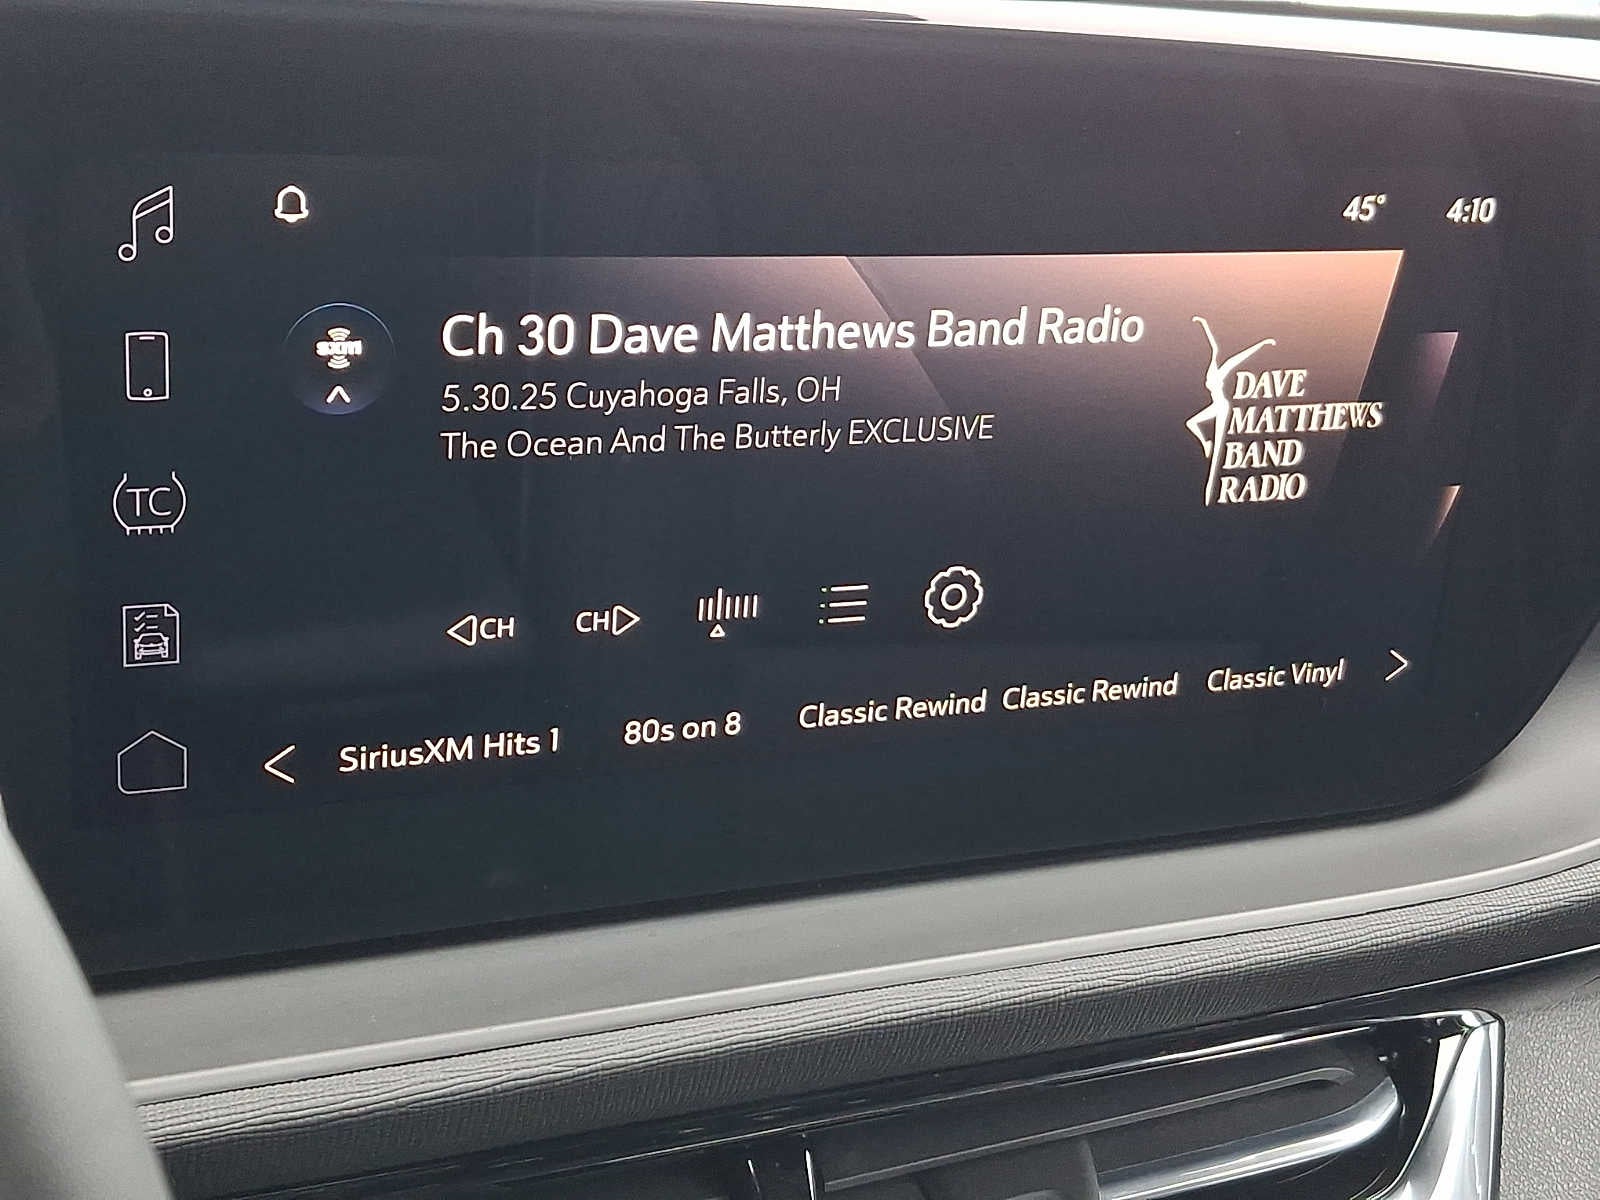 45° 4:10
sxm
Ch 30 Dave Matthews Band Radio
5.30.25 Cuyahoga Falls, OH
The Ocean And The Butterly EXCLUSIVE
DAVE
MATTHEWS
BAND
RADIO
TC
CH CH
SiriusXM Hits 1 80s on 8 Classic Rewind Classic Rewind Classic Vinyl